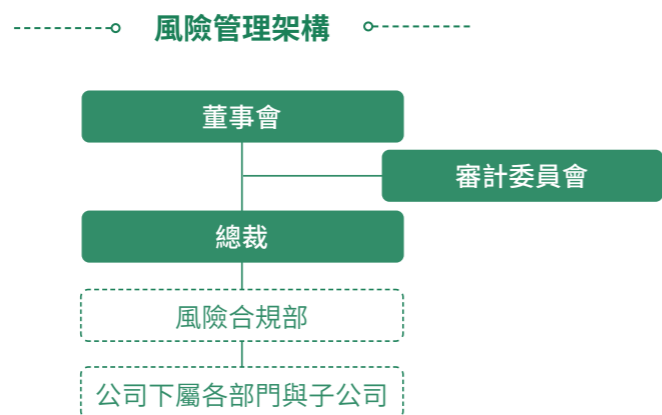 風險管理架構
董事會
審計委員會
總裁
風險合規部
公司下屬各部門與子公司